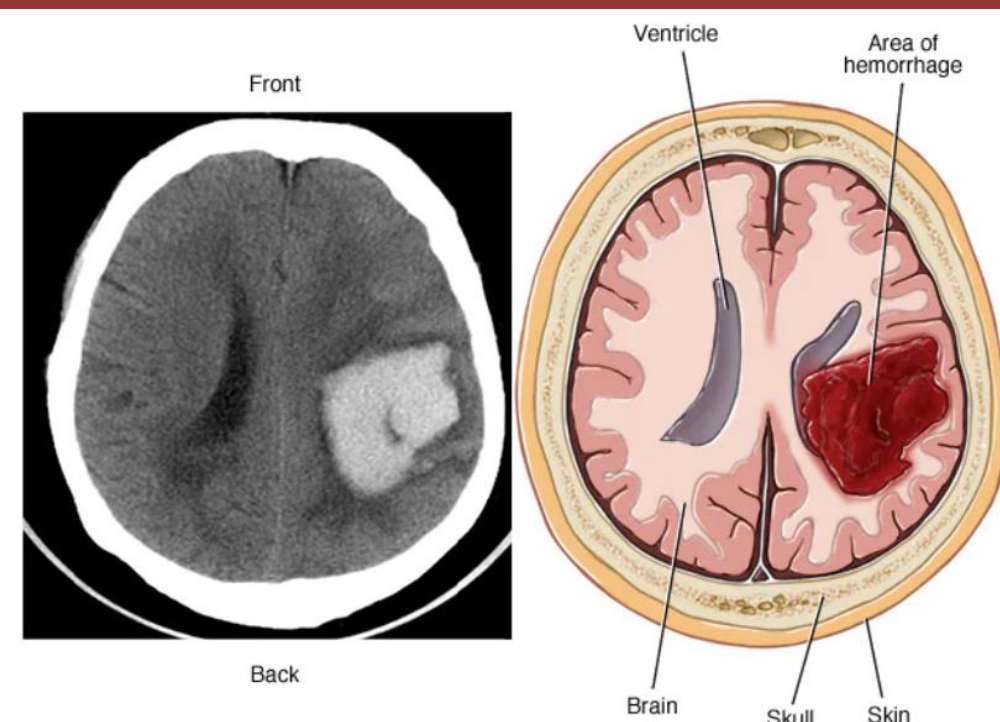 Front
Back
Ventricle
Area of
hemorrhage
Brain
Skull
Skin